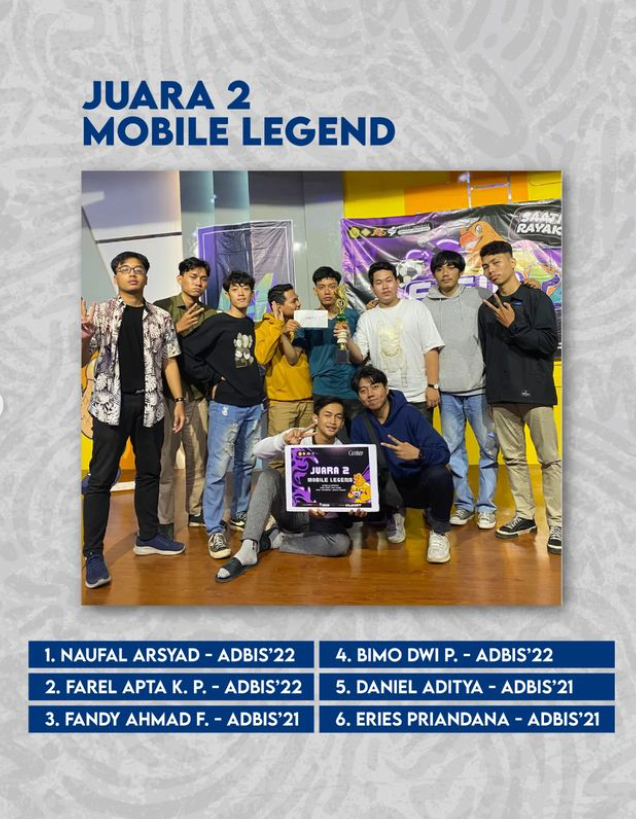 JUARA 2
MOBILE LEGEND
SAATNYA
RAYAK
JUARA 2
MOBILE LEGEND
1. NAUFAL ARSYAD - ADBIS'22
2. FAREL APTA K. P. - ADBIS'22
3. FANDY AHMAD F. - ADBIS'21
4. BIMO DWI P. - ADBIS'22
5. DANIEL ADITYA - ADBIS'21
6. ERIES PRIANDANA - ADBIS'21